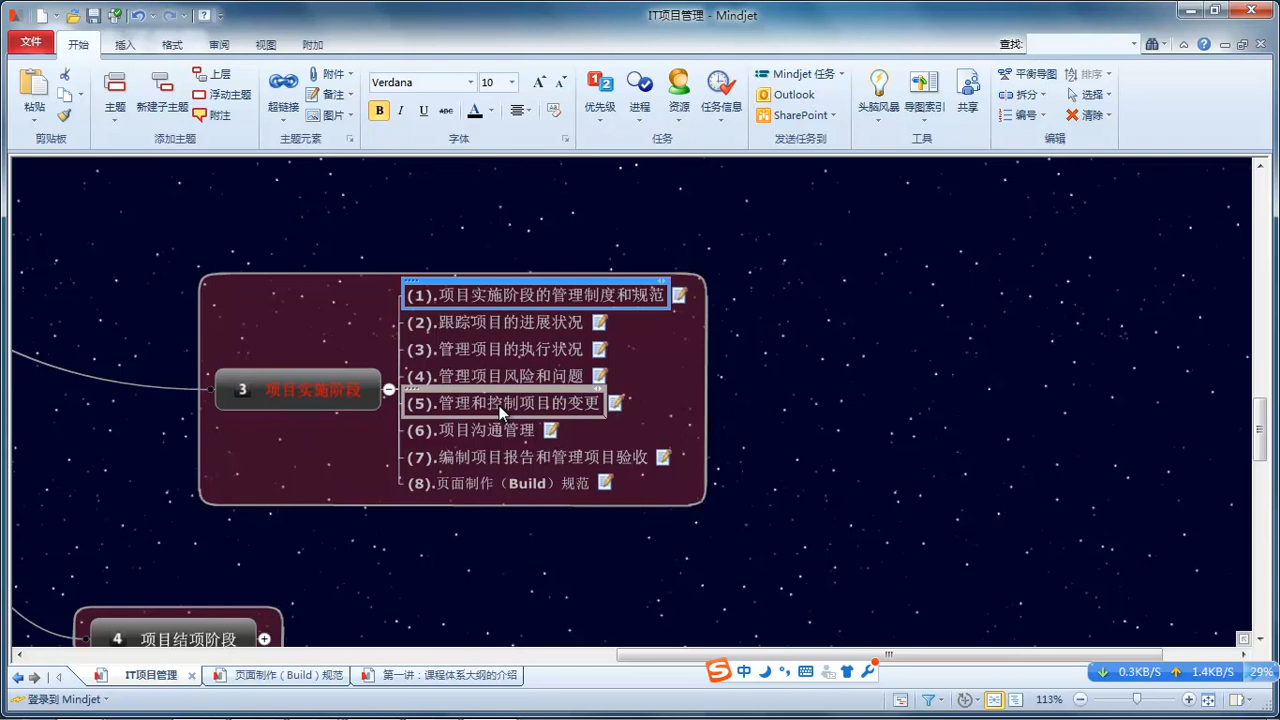 IT项目管理 - Mindjet
文件 开始 插入 格式 审阅 视图 附加 查找:
粘贴
剪贴板
主题 新建子主题 上层 浮动主题 附注
添加主题
超链接 附件 备注 图片
主题元素
Verdana 10
B I U abc A
字体
优先级 进程 资源 任务信息
任务
Mindjet 任务 Outlook SharePoint
发送任务到
头脑风暴 导图索引 共享
工具
平衡导图 排序 拆分 选择 编号 清除
编辑
3 项目实施阶段
(1).项目实施阶段的管理制度和规范
(2).跟踪项目的进展状况
(3).管理项目的执行状况
(4).管理项目风险和问题
(5).管理和控制项目的变更
(6).项目沟通管理
(7).编制项目报告和管理项目验收
(8).页面制作（Build）规范
4 项目结项阶段
IT项目管理 页面制作（Build）规范 第一讲：课程体系大纲的介绍
中 0.3KB/S 1.4KB/S 29%
登录到 Mindjet 113%